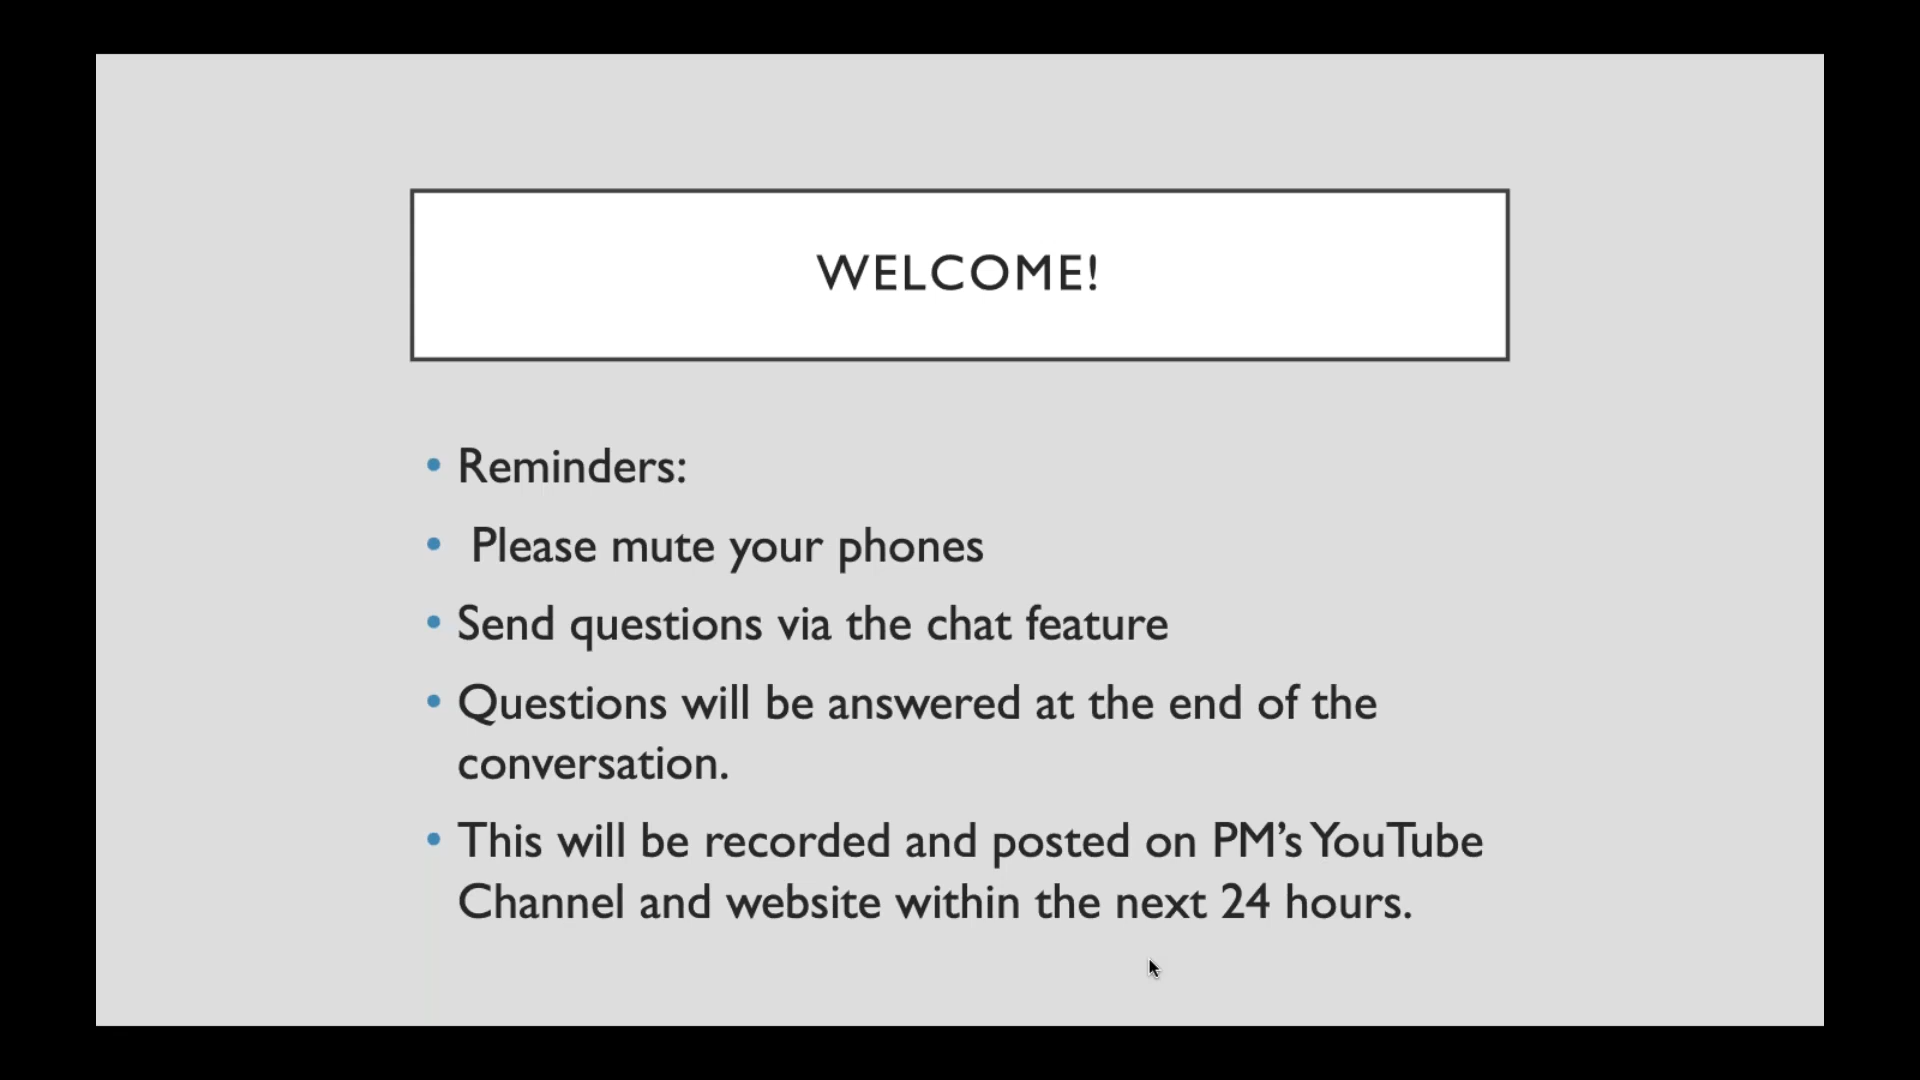 WELCOME!
• Reminders:
• Please mute your phones
• Send questions via the chat feature
• Questions will be answered at the end of the
conversation.
• This will be recorded and posted on PM’s YouTube
Channel and website within the next 24 hours.